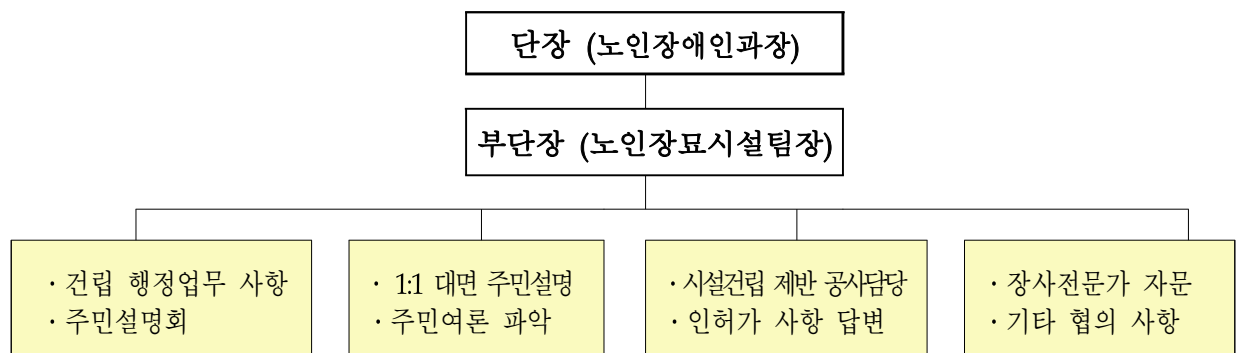 단장 (노인장애인과장)
부단장 (노인장묘시설팀장)
· 건립 행정업무 사항
· 주민설명회
· 1:1 대면 주민설명
· 주민여론 파악
· 시설건립 제반 공사담당
· 인허가 사항 답변
· 장사전문가 자문
· 기타 협의 사항